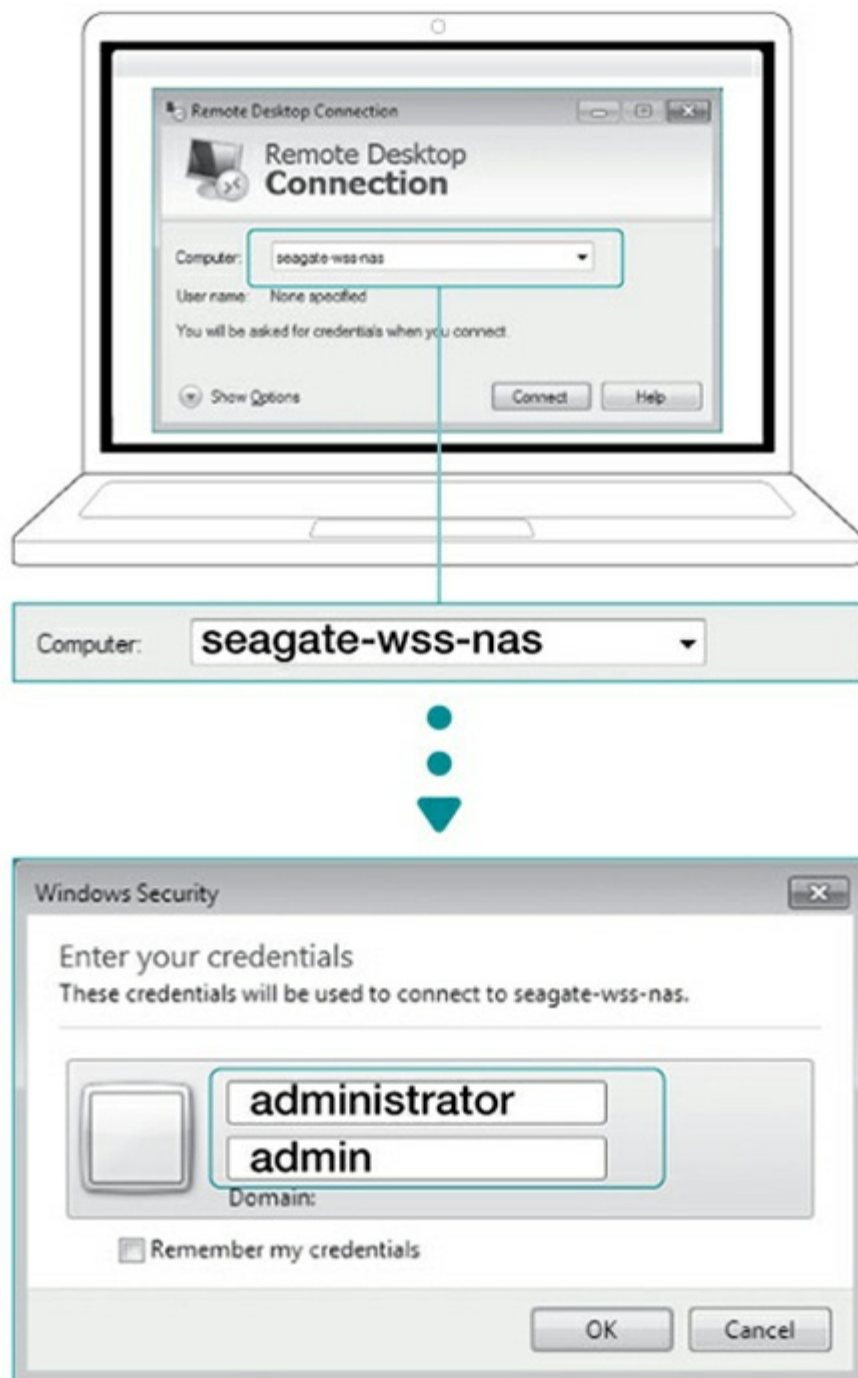 Remote Desktop Connection
Remote Desktop
Connection
Computer: seagate-wss-nas
User name: None specified
You will be asked for credentials when you connect.
Show Options Connect Help
Computer: seagate-wss-nas
Windows Security
Enter your credentials
These credentials will be used to connect to seagate-wss-nas.
administrator
admin
Domain:
Remember my credentials
OK Cancel